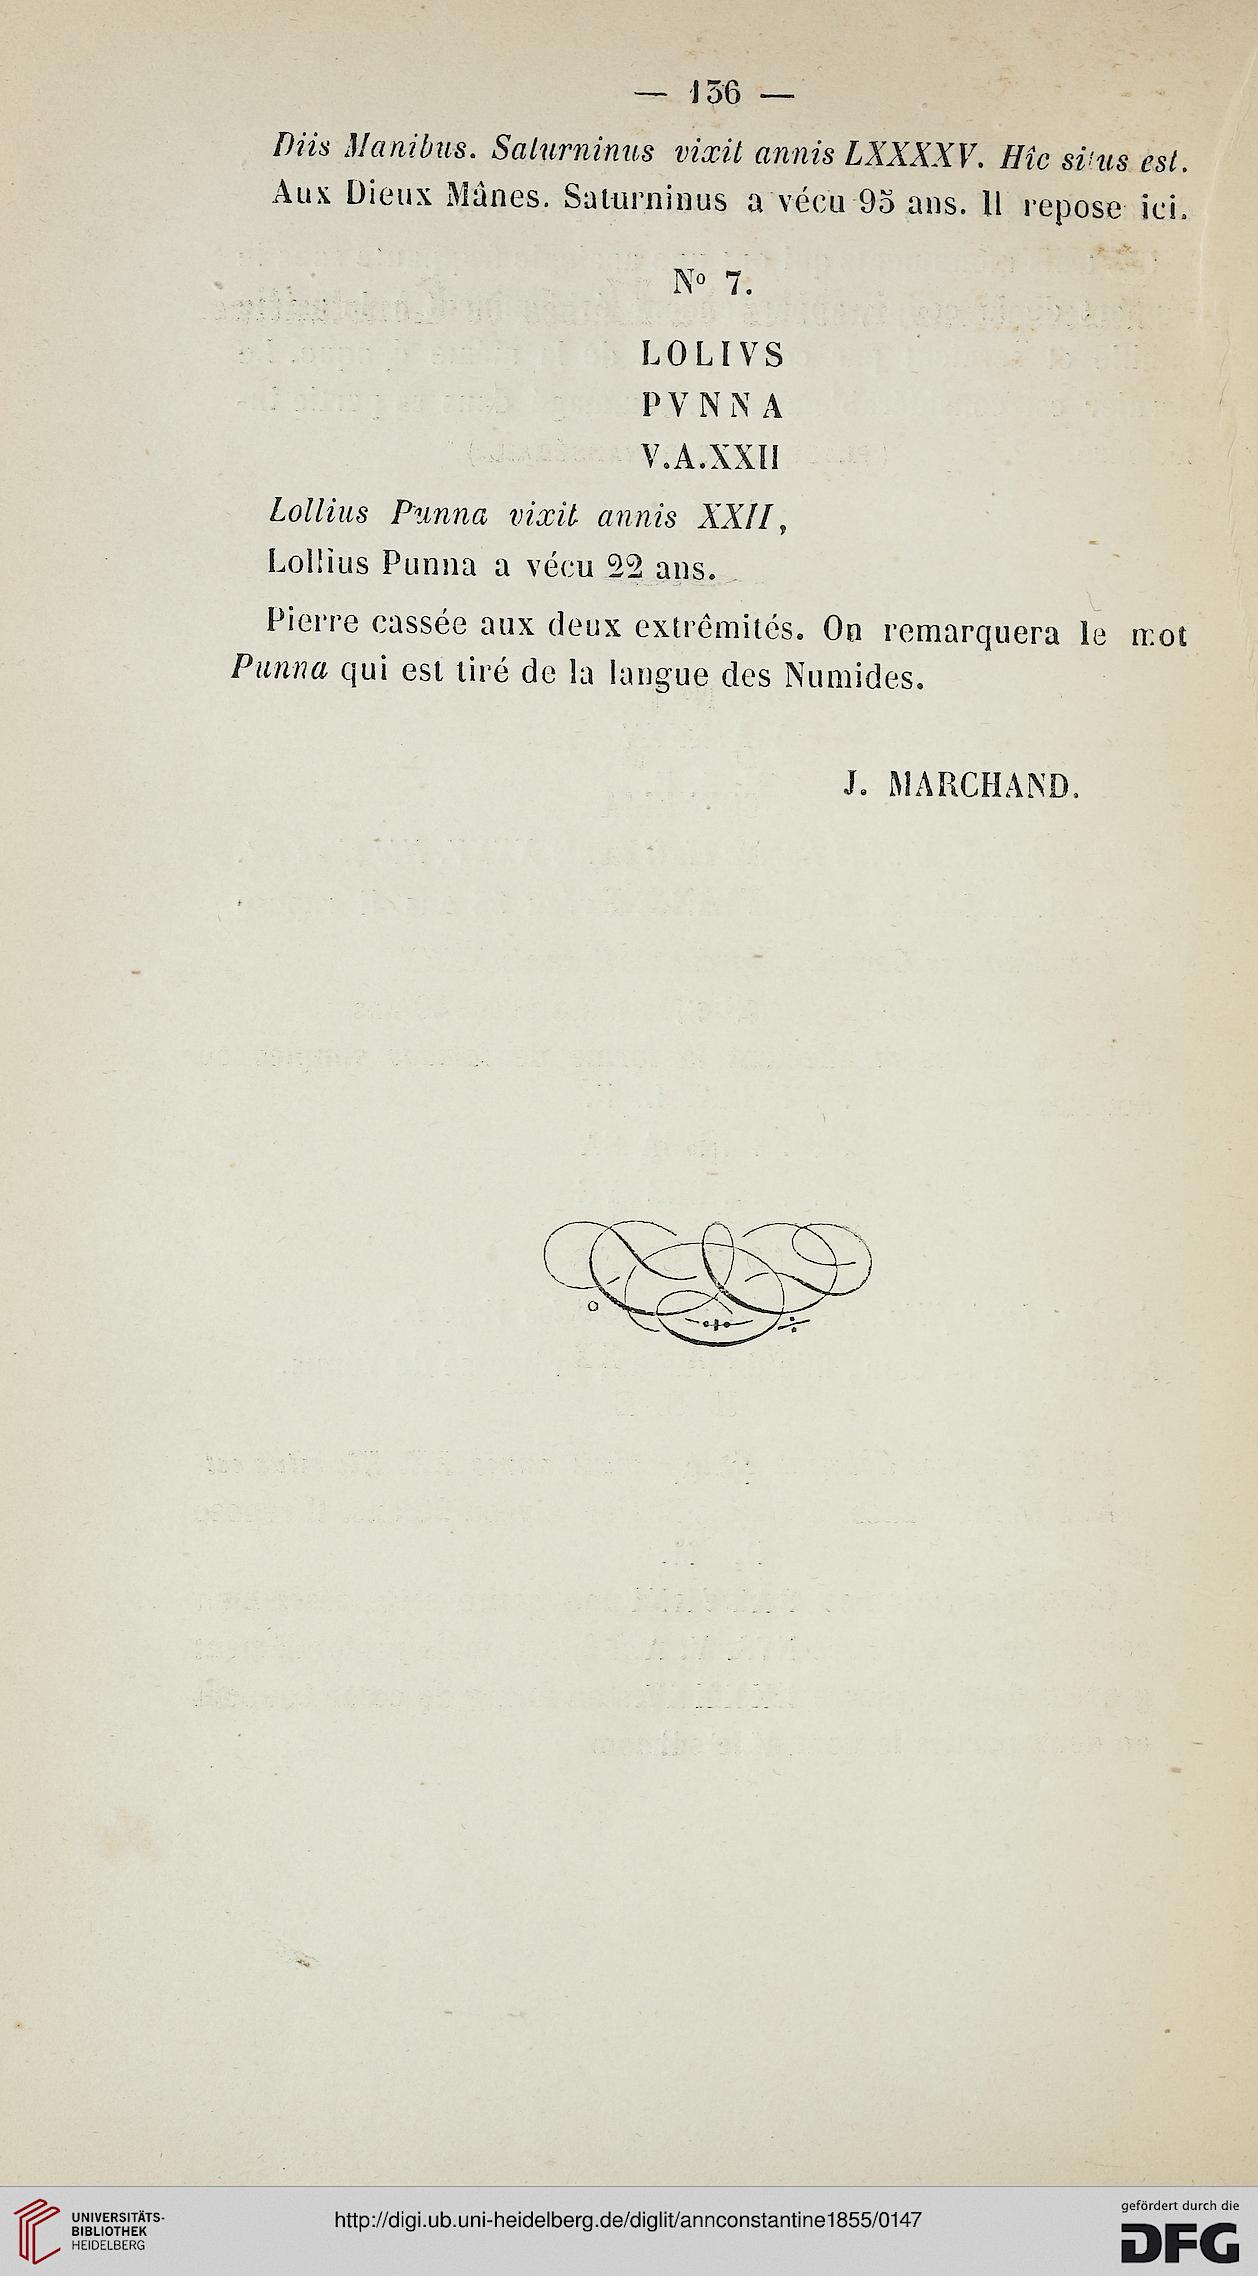 — 136 —
Diis Manibus. Saturninus vixit annis LXXXXV. Hîc situs est.
Aux Dieux Mânes. Saturninus a vécu 95 ans. Il repose ici.
Nº 7.
LOLIVS
PVNNA
V.A.XXII
Lollius Punna vixit annis XXII,
Lollius Punna a vécu 22 ans.
Pierre cassée aux deux extrêmités. On remarquera le mot
Punna qui est tiré de la langue des Numides.
J. MARCHAND.
UNIVERSITÄTS-
BIBLIOTHEK
HEIDELBERG
http://digi.ub.uni-heidelberg.de/diglit/annconstantine1855/0147
gefördert durch die
DFG